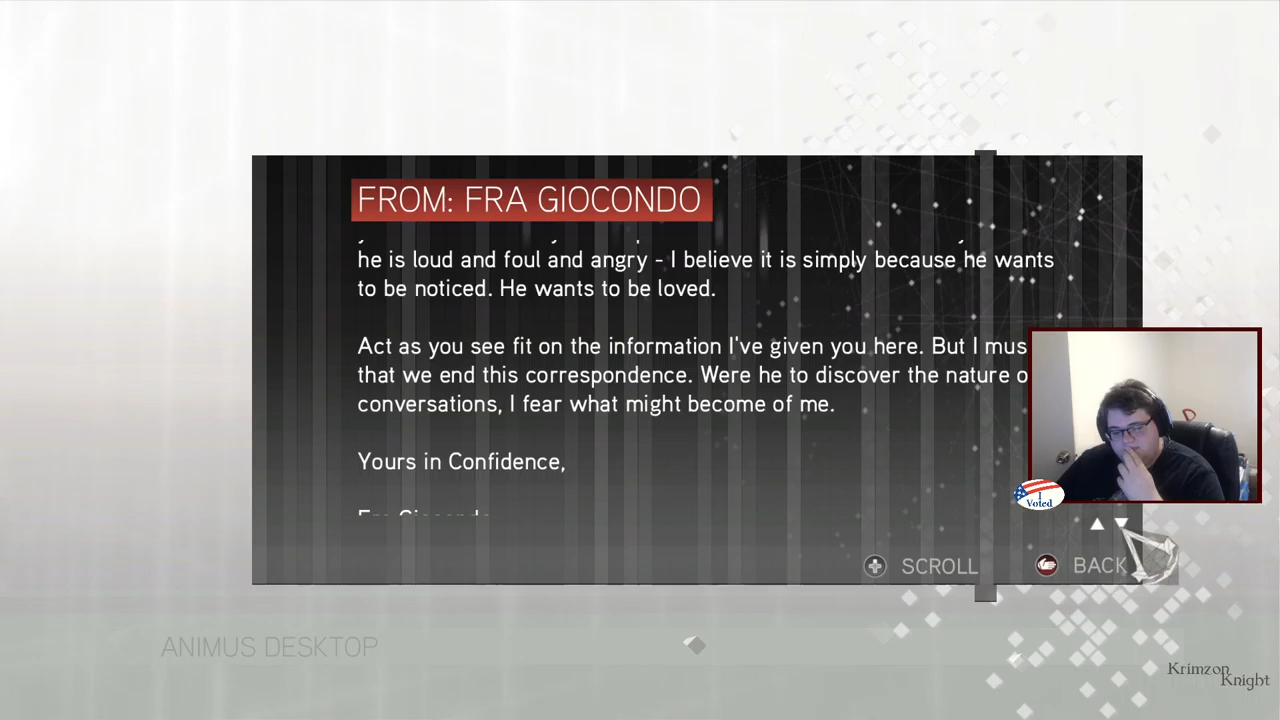 FROM: FRA GIOCONDO
he is loud and foul and angry - I believe it is simply because he wants
to be noticed. He wants to be loved.
Act as you see fit on the information I've given you here. But I mus
that we end this correspondence. Were he to discover the nature o
conversations, I fear what might become of me.
Yours in Confidence,
Fra Giocondo
I
Voted
SCROLL
BACK
ANIMUS DESKTOP
Krimzon
Knight